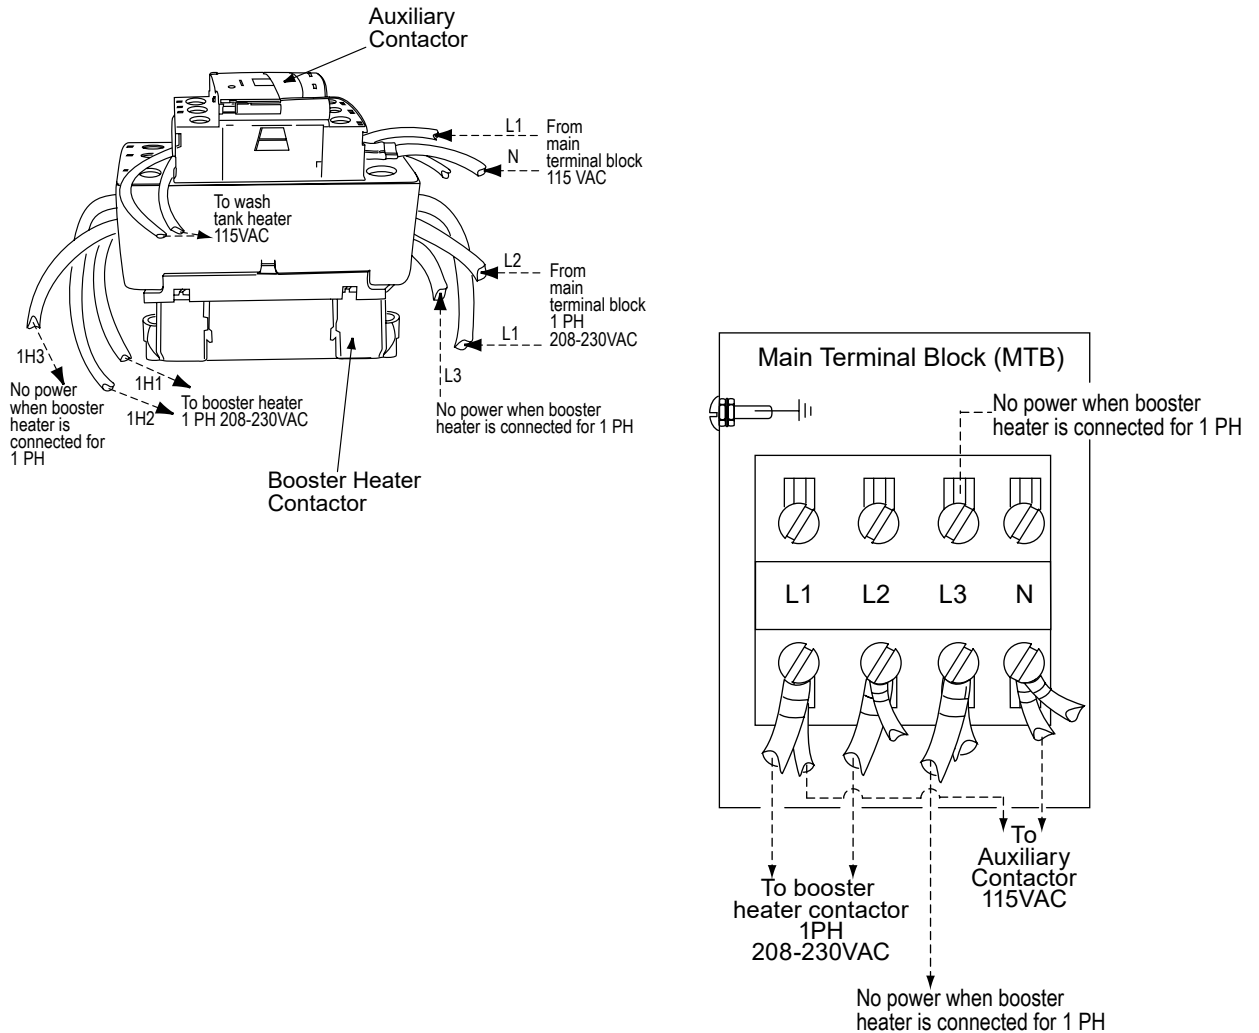 Auxiliary
Contactor
L1
From
main
terminal block
115 VAC
N
To wash
tank heater
115VAC
L2
From
main
terminal block
1 PH
208-230VAC
L1
L3
No power when booster
heater is connected for 1 PH
1H3
No power
when booster
heater is
connected for
1 PH
1H1
1H2
To booster heater
1 PH 208-230VAC
Booster Heater
Contactor
Main Terminal Block (MTB)
No power when booster
heater is connected for 1 PH
L1 L2 L3 N
To
Auxiliary
Contactor
115VAC
To booster
heater contactor
1PH
208-230VAC
No power when booster
heater is connected for 1 PH